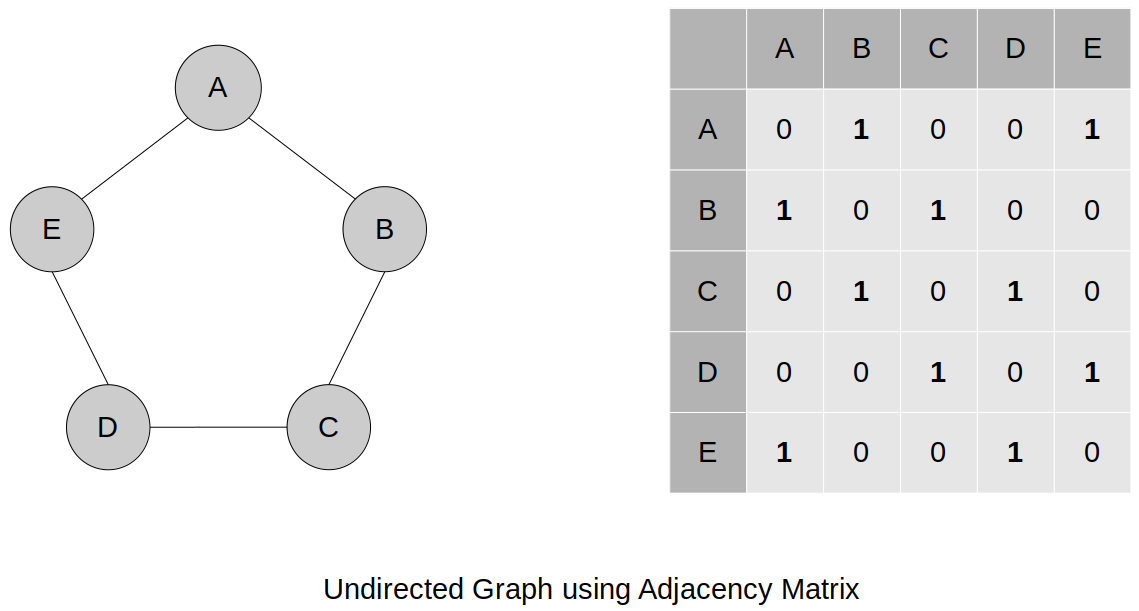 A
E
B
D
C
A B C D E
A 0 1 0 0 1
B 1 0 1 0 0
C 0 1 0 1 0
D 0 0 1 0 1
E 1 0 0 1 0
Undirected Graph using Adjacency Matrix